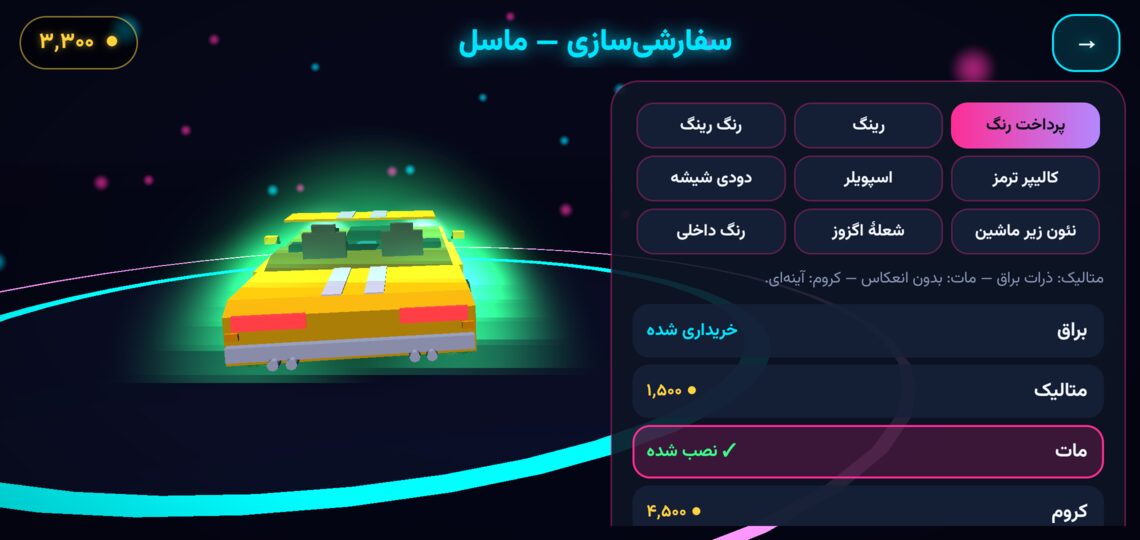 →
سفارشی‌سازی — ماسل
۳,۳۰۰
پرداخت رنگ
رینگ
رنگ رینگ
کالیپر ترمز
اسپویلر
دودی شیشه
نئون زیر ماشین
شعلهٔ اگزوز
رنگ داخلی
متالیک: ذرات براق — مات: بدون انعکاس — کروم: آینه‌ای.
براق خریداری شده
متالیک ۱,۵۰۰
مات ✓ نصب شده
کروم ۴,۵۰۰